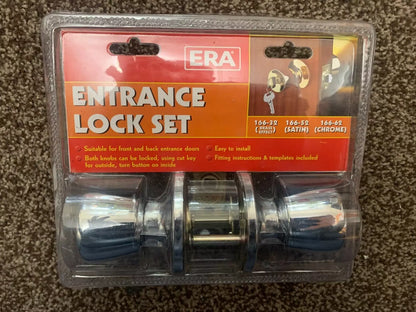 ERA
ENTRANCE
LOCK SET
166-32
(BRASS EFFECT)
166-52
(SATIN)
166-62
(CHROME)
• Suitable for front and back entrance doors
• Both knobs can be locked, using cut key
for outside, turn button on inside
• Easy to install
• Fitting instructions & templates included